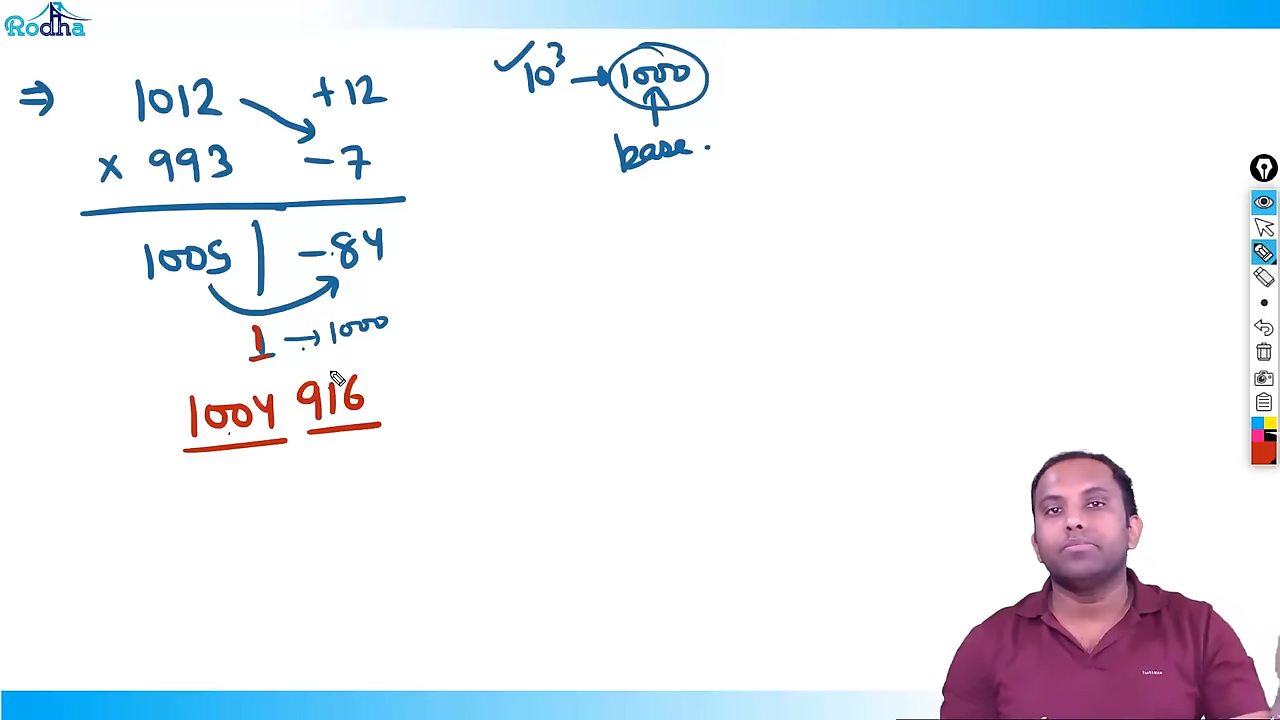 Rodha
⇒ 1012 +12
× 993 -7
1005 | -84
1 → 1000
1004 916
✓10³ → 1000
base.